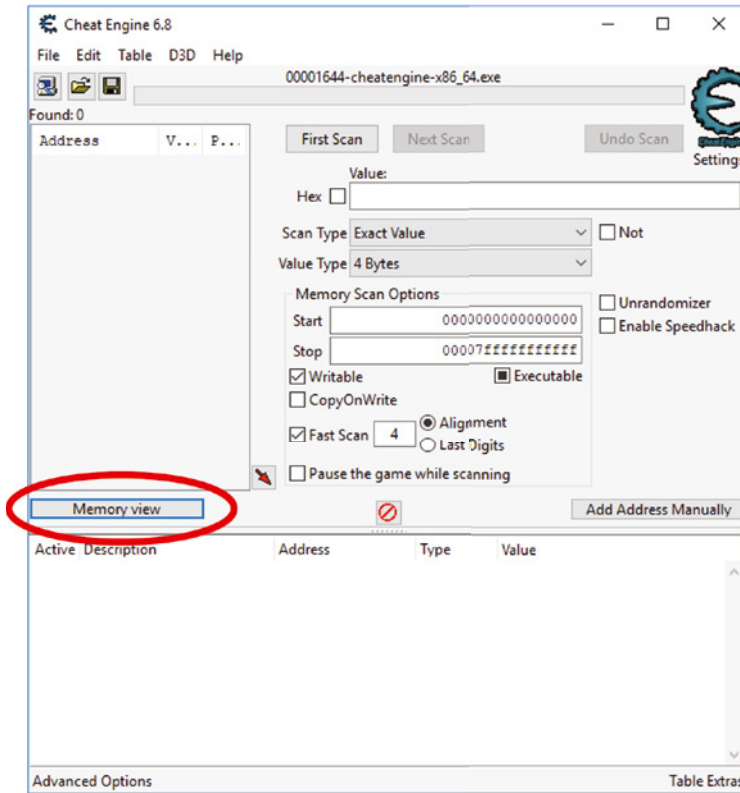 Cheat Engine 6.8
File Edit Table D3D Help
00001644-cheatengine-x86_64.exe
Found: 0
Address V... P...
First Scan Next Scan Undo Scan
Cheat Engine
Settings
Value:
Hex
Scan Type Exact Value Not
Value Type 4 Bytes
Memory Scan Options
Unrandomizer
Start 0000000000000000
Enable Speedhack
Stop 00007fffffffffff
Writable Executable
CopyOnWrite
Fast Scan 4 Alignment
Last Digits
Pause the game while scanning
Memory view Add Address Manually
Active Description Address Type Value
Advanced Options Table Extras